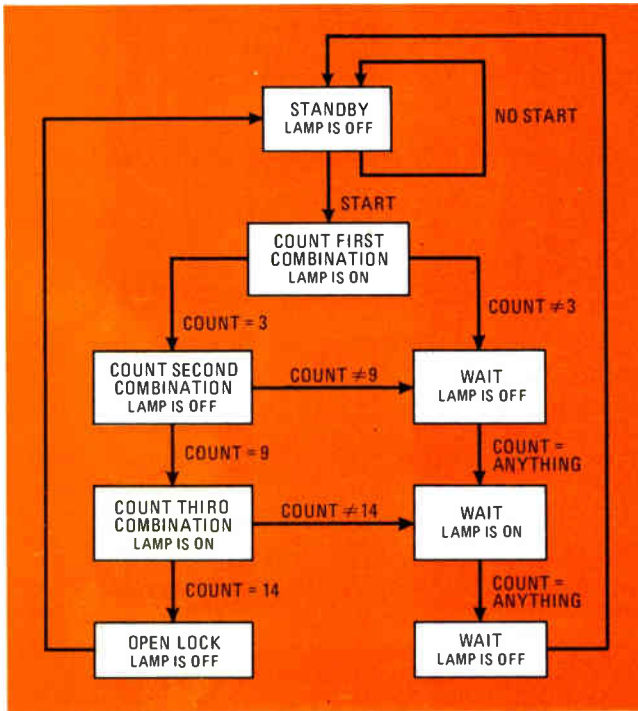 STANDBY
LAMP IS OFF
NO START
START
COUNT FIRST
COMBINATION
LAMP IS ON
COUNT = 3
COUNT ≠ 3
COUNT SECOND
COMBINATION
LAMP IS OFF
COUNT ≠ 9
WAIT
LAMP IS OFF
COUNT = 9
COUNT =
ANYTHING
COUNT THIRD
COMBINATION
LAMP IS ON
COUNT ≠ 14
WAIT
LAMP IS ON
COUNT = 14
COUNT =
ANYTHING
OPEN LOCK
LAMP IS OFF
WAIT
LAMP IS OFF